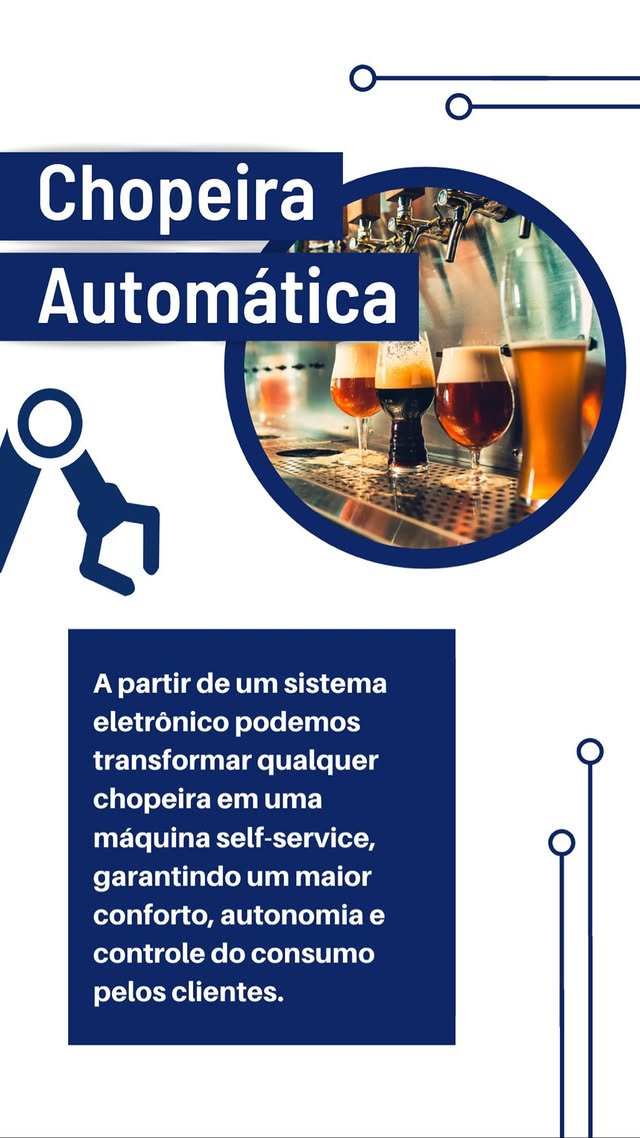 Chopeira
Automática
A partir de um sistema
eletrônico podemos
transformar qualquer
chopeira em uma
máquina self-service,
garantindo um maior
conforto, autonomia e
controle do consumo
pelos clientes.